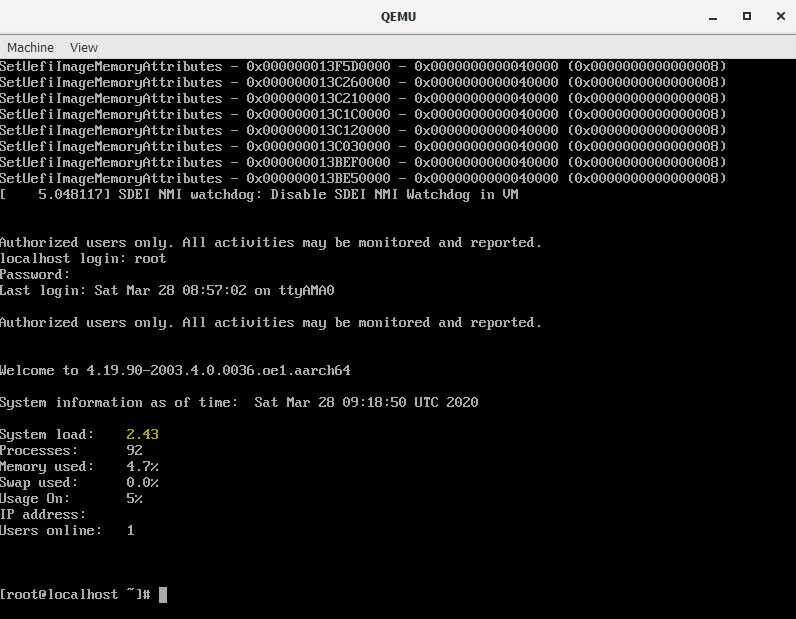 QEMU
Machine View
SetUefiImageMemoryAttributes - 0x000000013F5D0000 - 0x0000000000040000 (0x0000000000000008)
SetUefiImageMemoryAttributes - 0x000000013C260000 - 0x0000000000040000 (0x0000000000000008)
SetUefiImageMemoryAttributes - 0x000000013C210000 - 0x0000000000040000 (0x0000000000000008)
SetUefiImageMemoryAttributes - 0x000000013C1C0000 - 0x0000000000040000 (0x0000000000000008)
SetUefiImageMemoryAttributes - 0x000000013C120000 - 0x0000000000040000 (0x0000000000000008)
SetUefiImageMemoryAttributes - 0x000000013C030000 - 0x0000000000040000 (0x0000000000000008)
SetUefiImageMemoryAttributes - 0x000000013BEF0000 - 0x0000000000040000 (0x0000000000000008)
SetUefiImageMemoryAttributes - 0x000000013BE50000 - 0x0000000000040000 (0x0000000000000008)
[    5.048117] SDEI NMI watchdog: Disable SDEI NMI Watchdog in VM
Authorized users only. All activities may be monitored and reported.
localhost login: root
Password:
Last login: Sat Mar 28 08:57:02 on ttyAMA0
Authorized users only. All activities may be monitored and reported.
Welcome to 4.19.90-2003.4.0.0036.oe1.aarch64
System information as of time:  Sat Mar 28 09:18:50 UTC 2020
System load:    2.43
Processes:      92
Memory used:    4.7%
Swap used:      0.0%
Usage On:       5%
IP address:
Users online:   1
[root@localhost ~]#